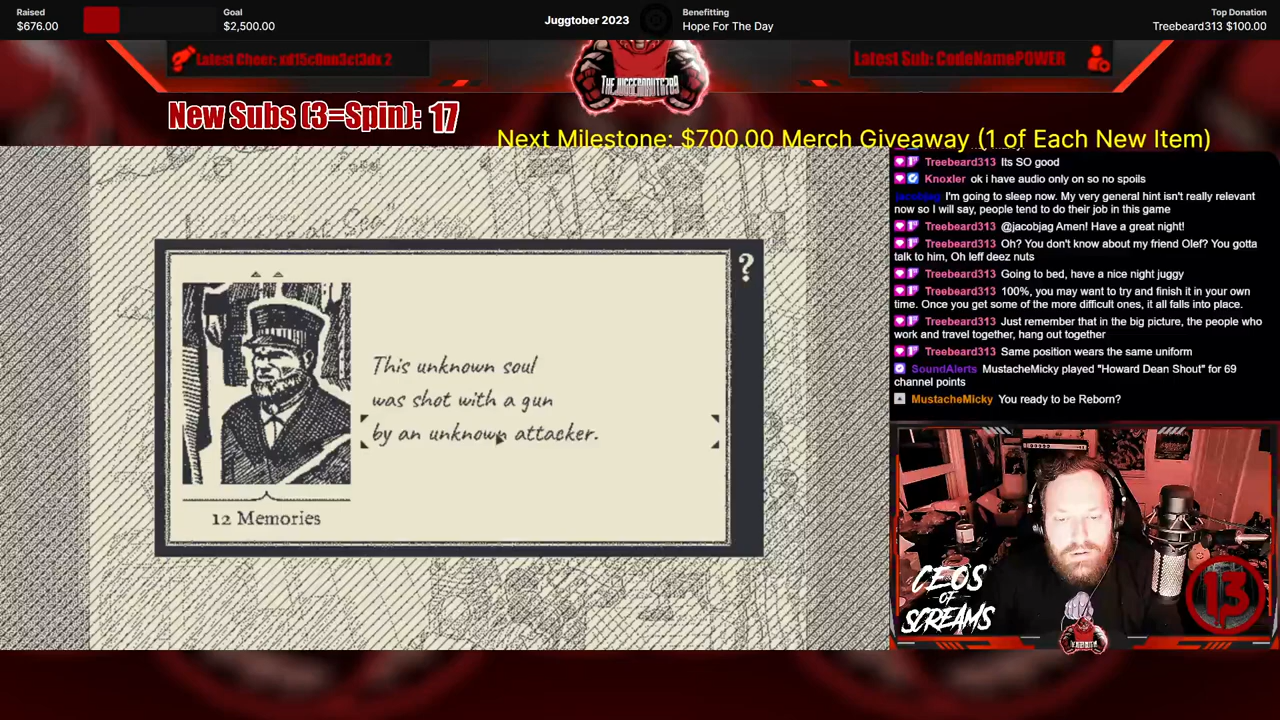 Raised
$676.00
Goal
$2,500.00
Juggtober 2023
Benefitting
Hope For The Day
Top Donation
Treebeard313 $100.00
Latest Cheer: xd15c0nn3ct3dx 2
THEJUGGERNAUT6789
Latest Sub: CodeNamePOWER
New Subs (3=Spin): 17
Next Milestone: $700.00 Merch Giveaway (1 of Each New Item)
Treebeard313 Its SO good
Knoxler ok i have audio only on so no spoils
jacobjag I'm going to sleep now. My very general hint isn't really relevant
now so I will say, people tend to do their job in this game
Treebeard313 @jacobjag Amen! Have a great night!
Treebeard313 Oh? You don't know about my friend Olef? You gotta
talk to him, Oh leff deez nuts
Treebeard313 Going to bed, have a nice night juggy
Treebeard313 100%, you may want to try and finish it in your own
time. Once you get some of the more difficult ones, it all falls into place.
Treebeard313 Just remember that in the big picture, the people who
work and travel together, hang out together
Treebeard313 Same position wears the same uniform
SoundAlerts MustacheMicky played "Howard Dean Shout" for 69
channel points
MustacheMicky You ready to be Reborn?
?
This unknown soul
was shot with a gun
by an unknown attacker.
12 Memories
CEOS
OF
SCREAMS
13